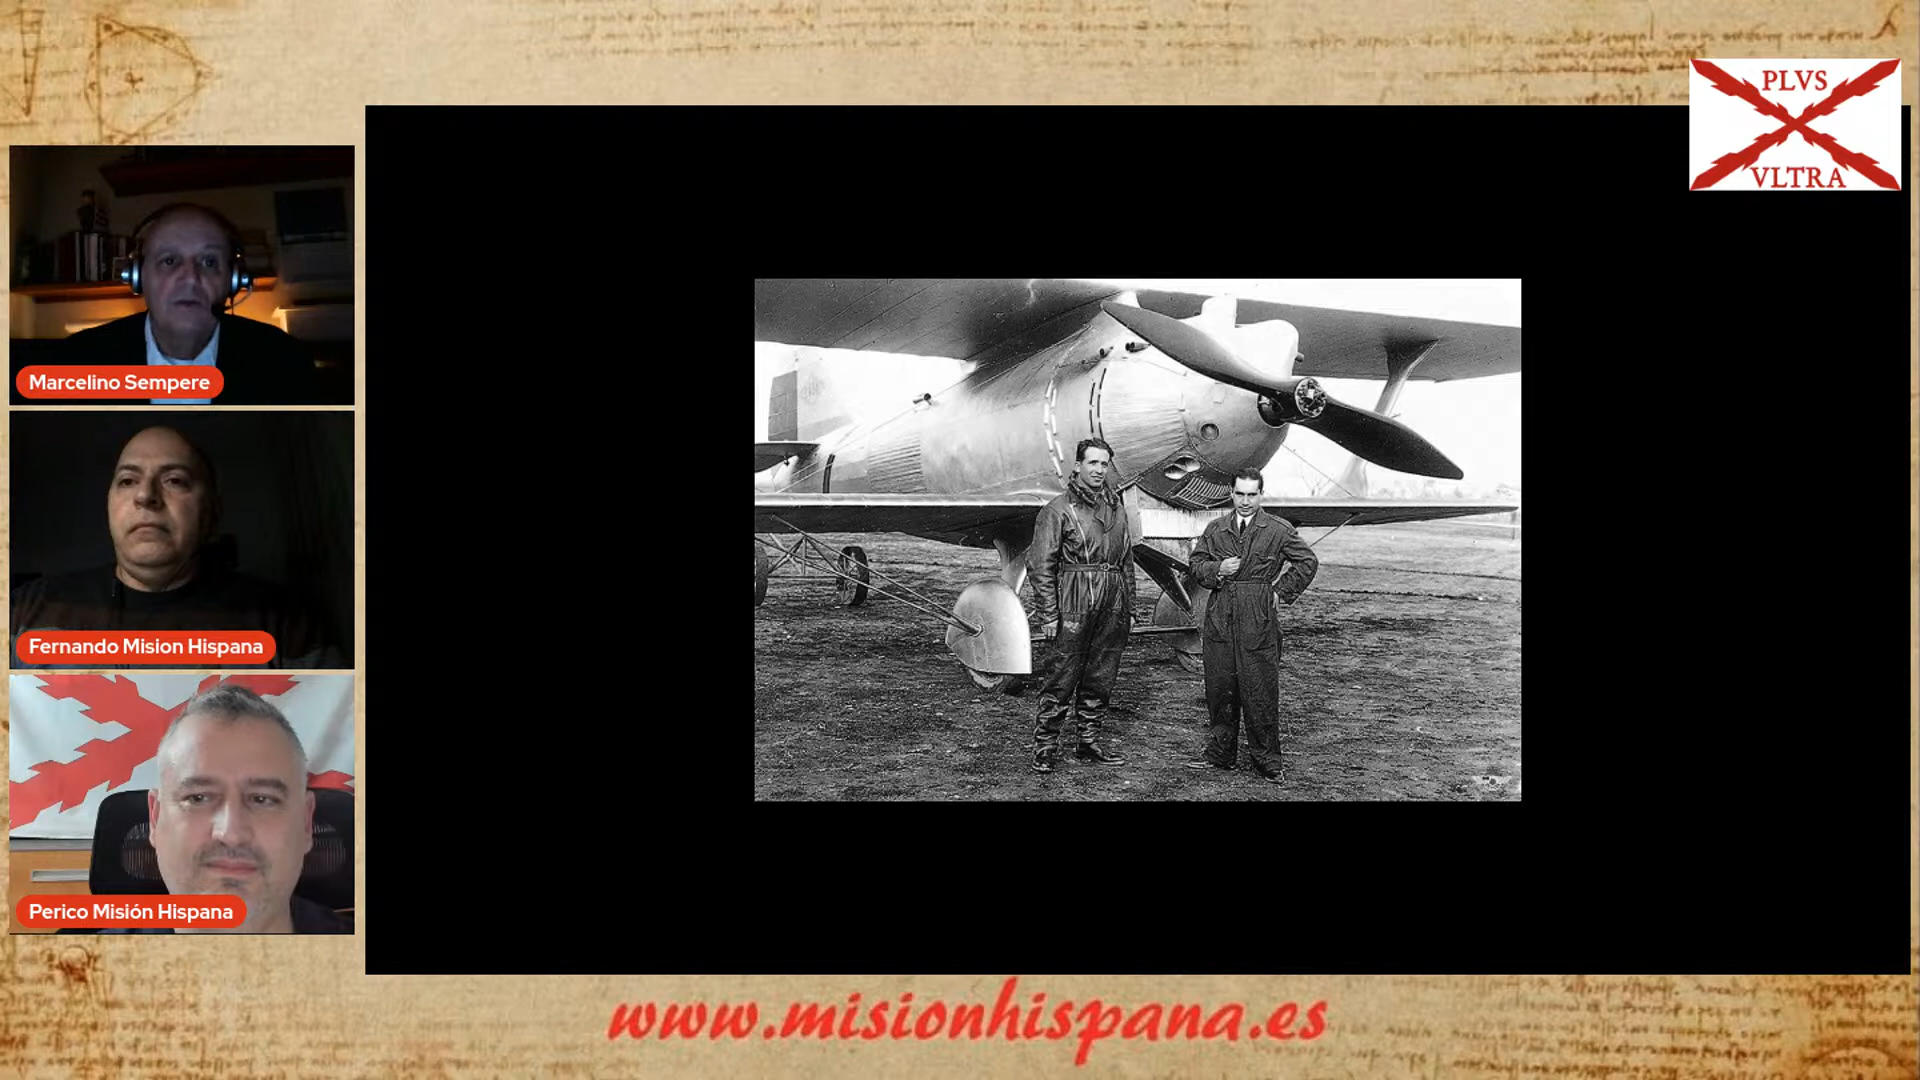 PLVS
VLTRA
Marcelino Sempere
Fernando Mision Hispana
Perico Misión Hispana
www.misionhispana.es